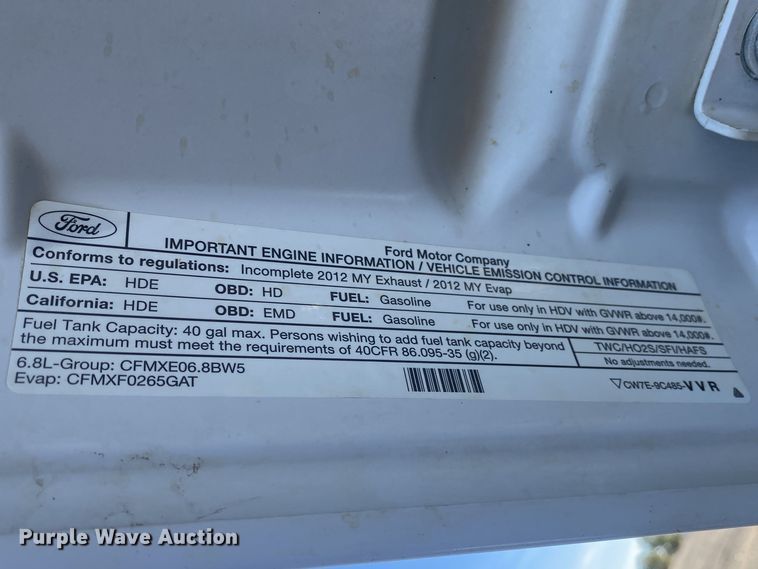 Ford
Ford Motor Company
IMPORTANT ENGINE INFORMATION / VEHICLE EMISSION CONTROL INFORMATION
Conforms to regulations: Incomplete 2012 MY Exhaust / 2012 MY Evap
U.S. EPA: HDE OBD: HD FUEL: Gasoline For use only in HDV with GVWR above 14,000#.
California: HDE OBD: EMD FUEL: Gasoline For use only in HDV with GVWR above 14,000#.
Fuel Tank Capacity: 40 gal max. Persons wishing to add fuel tank capacity beyond
the maximum must meet the requirements of 40CFR 86.095-35 (g)(2).
TWC/HO2S/SFI/HAFS
No adjustments needed.
6.8L-Group: CFMXE06.8BW5
Evap: CFMXF0265GAT
CW7E-9C485-VVR
Purple Wave Auction